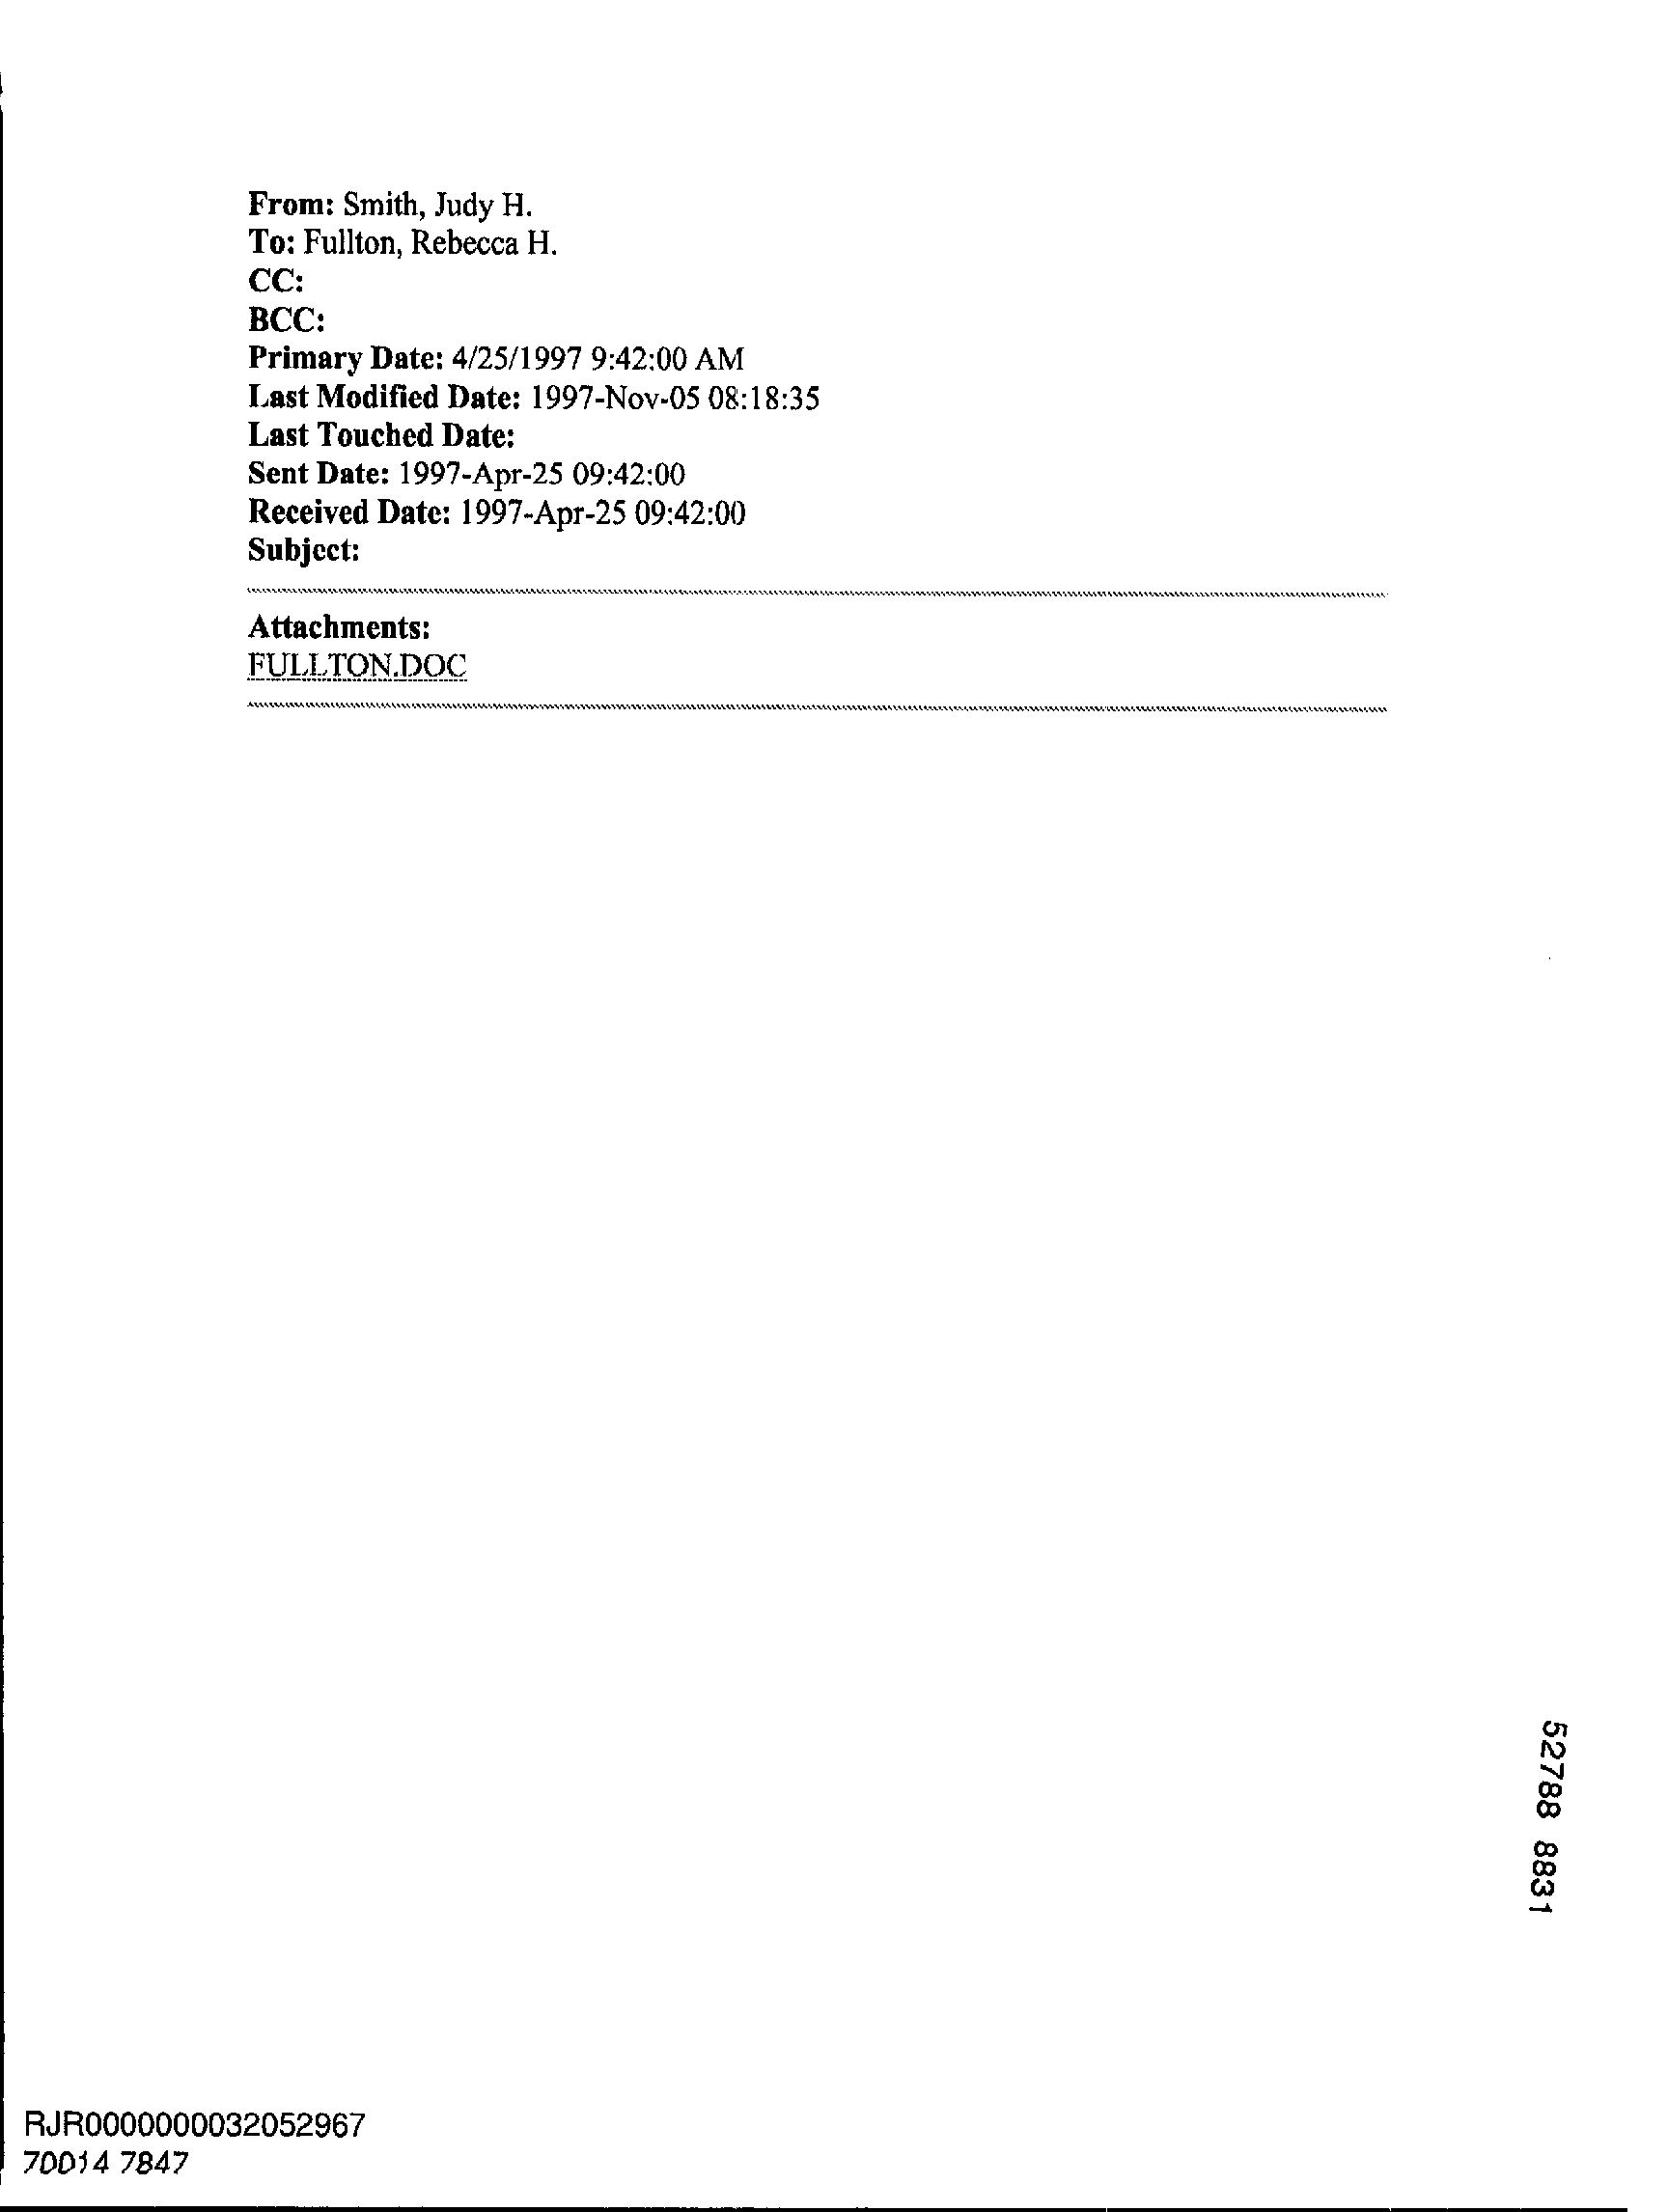 From: Smith, Judy H.
To: Fullton, Rebecca H.
CC:
BCC:
Primary Date: 4/25/1997 9:42:00 AM
Last Modified Date: 1997-Nov-05 08:18:35
Last Touched Date:
Sent Date: 1997-Apr-25 09:42:00
Received Date: 1997-Apr-25 09:42:00
Subject:
Attachments:
FULLTON.DOC
52788 8831
RJR0000000032052967
70014 7847